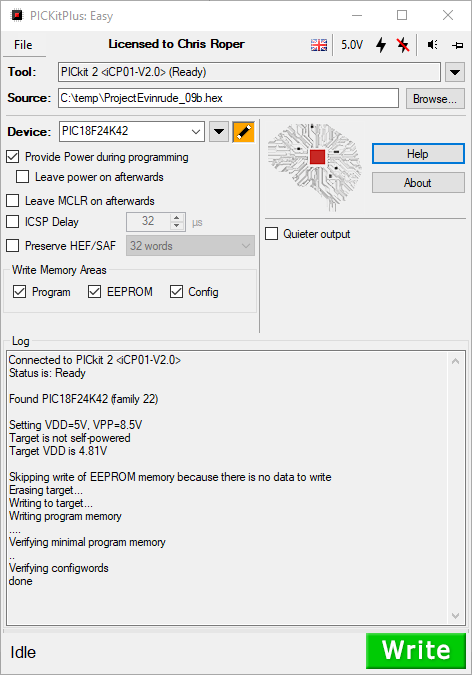 PICKitPlus: Easy
File
Licensed to Chris Roper
5.0V
Tool: PICkit 2 <iCP01-V2.0> (Ready)
Source: C:\temp\ProjectEvinrude_09b.hex Browse...
Device: PIC18F24K42
Provide Power during programming
Leave power on afterwards
Leave MCLR on afterwards
ICSP Delay 32 µs
Preserve HEF/SAF 32 words
Write Memory Areas
Program EEPROM Config
Help
About
Quieter output
Log
Connected to PICkit 2 <iCP01-V2.0>
Status is: Ready
Found PIC18F24K42 (family 22)
Setting VDD=5V, VPP=8.5V
Target is not self-powered
Target VDD is 4.81V
Skipping write of EEPROM memory because there is no data to write
Erasing target...
Writing to target...
Writing program memory
....
Verifying minimal program memory
..
Verifying configwords
done
Idle
Write